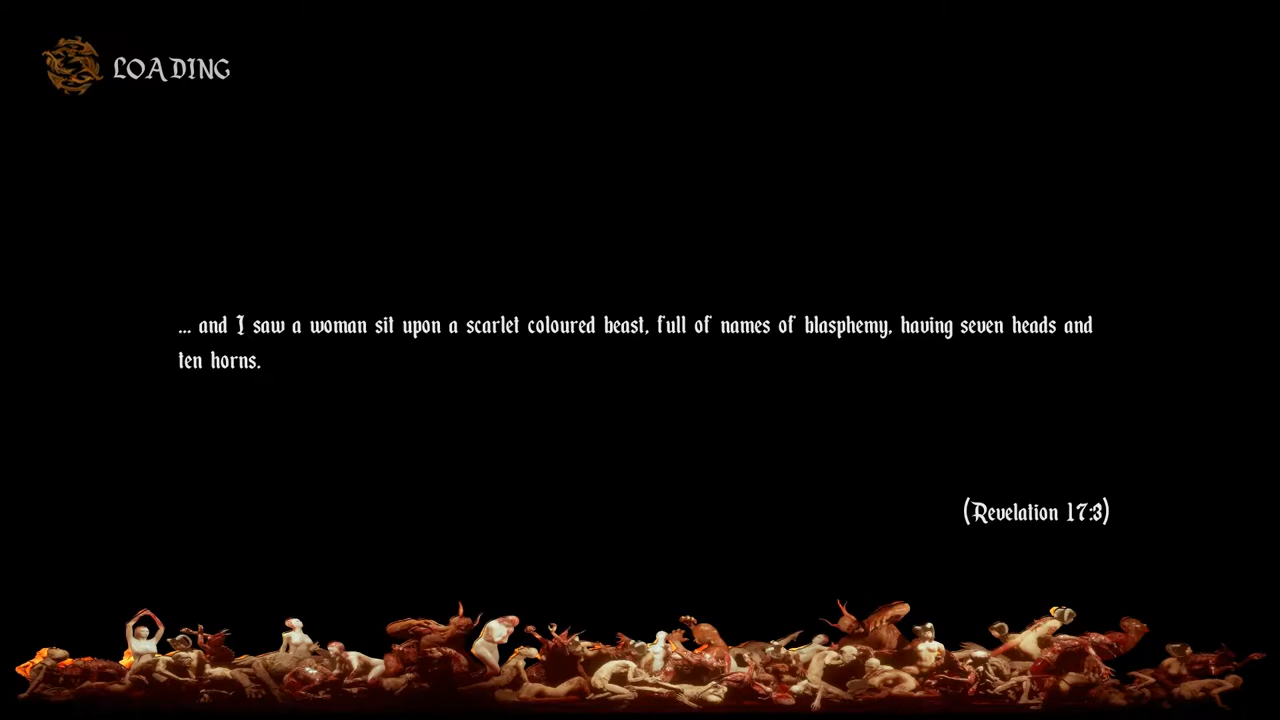 LOADING
... and I saw a woman sit upon a scarlet coloured beast, full of names of blasphemy, having seven heads and
ten horns.
(Revelation 17:3)